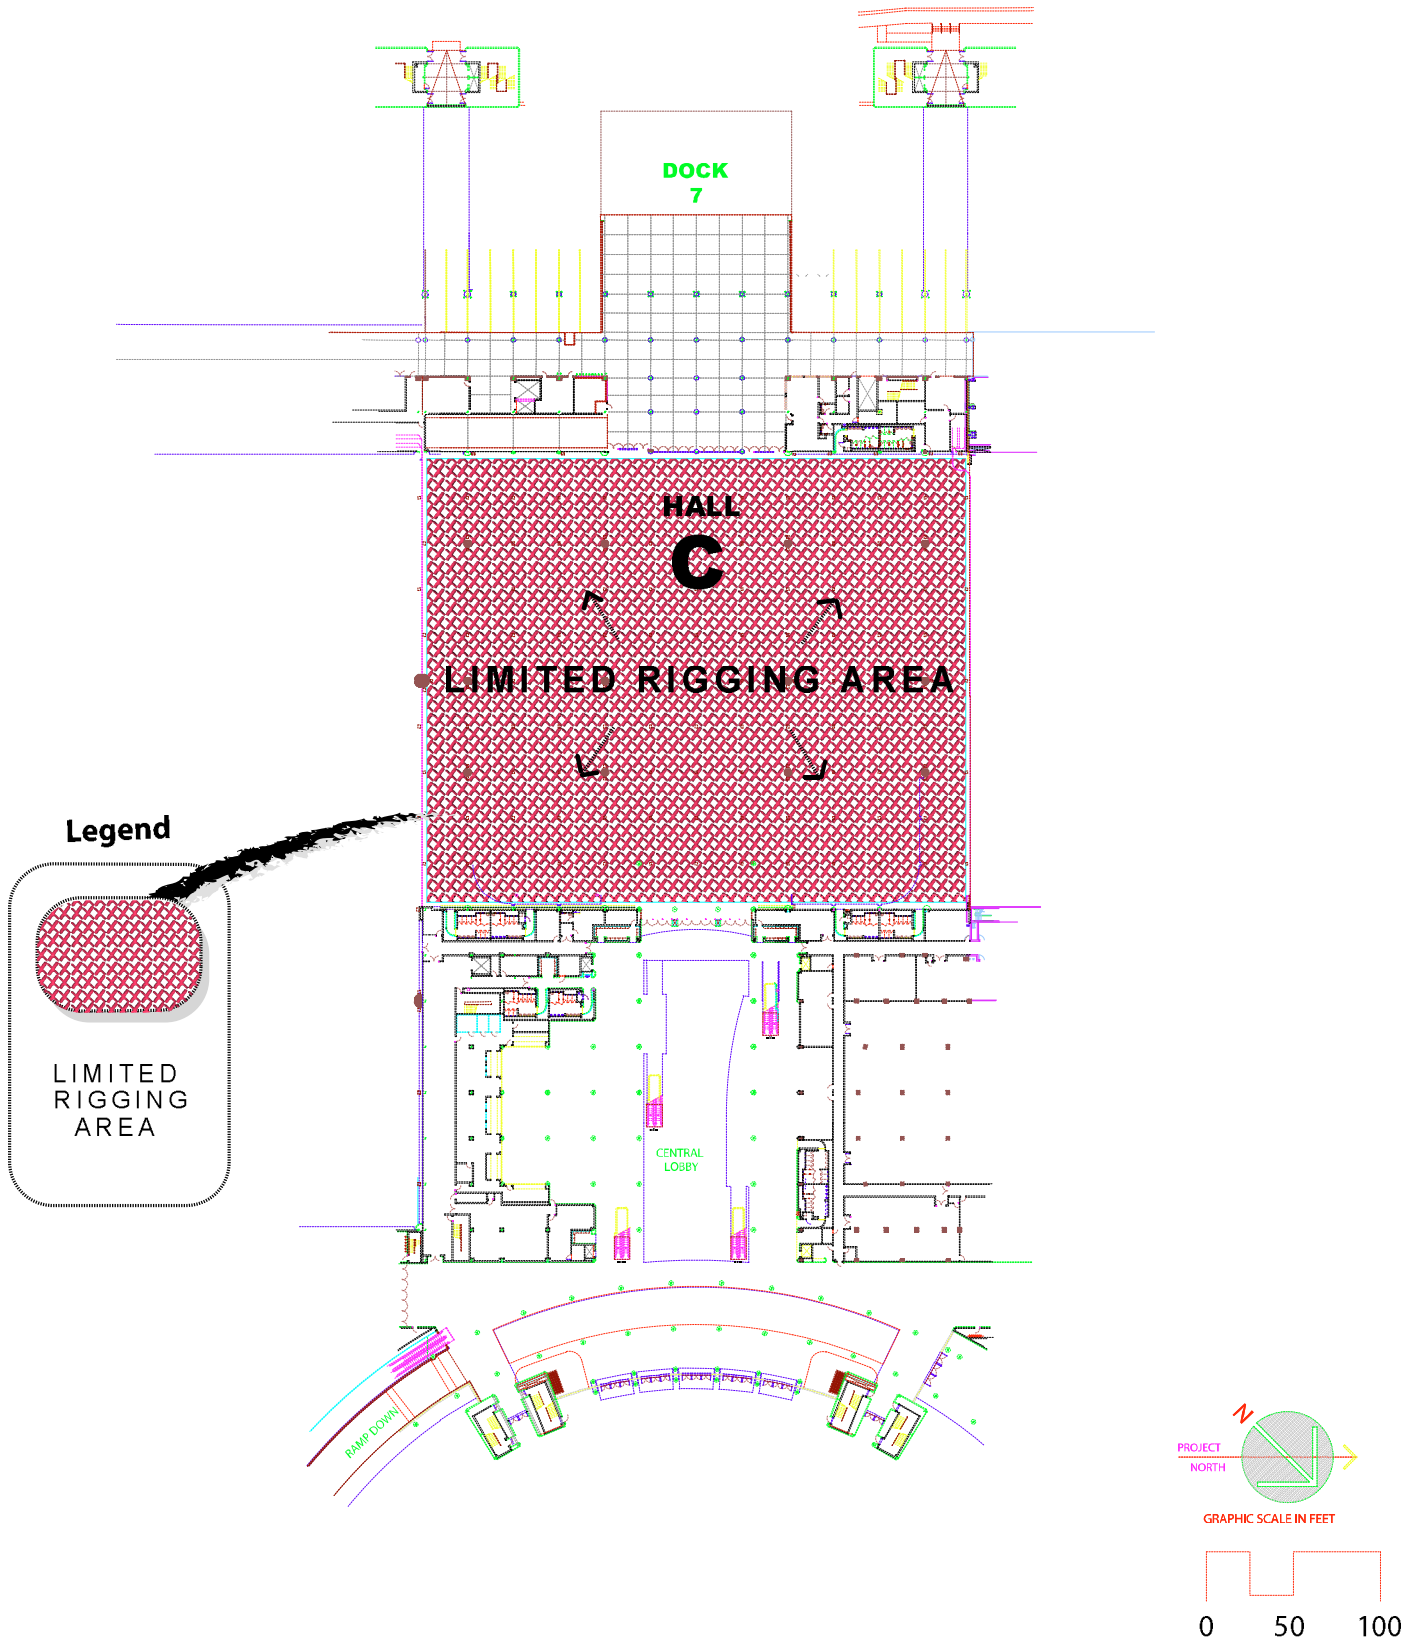 DOCK
7
HALL
C
LIMITED RIGGING AREA
Legend
LIMITED
RIGGING
AREA
CENTRAL
LOBBY
RAMP DOWN
N
PROJECT
NORTH
GRAPHIC SCALE IN FEET
0 50 100